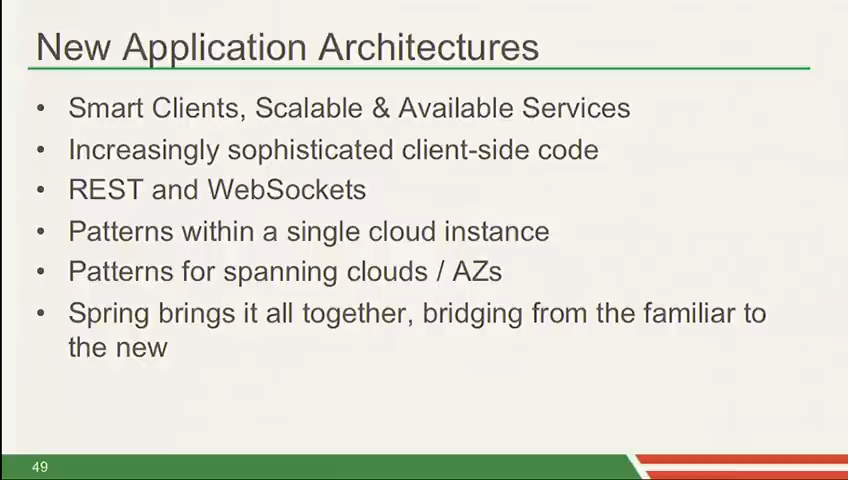 New Application Architectures
• Smart Clients, Scalable & Available Services
• Increasingly sophisticated client-side code
• REST and WebSockets
• Patterns within a single cloud instance
• Patterns for spanning clouds / AZs
• Spring brings it all together, bridging from the familiar to
the new
49